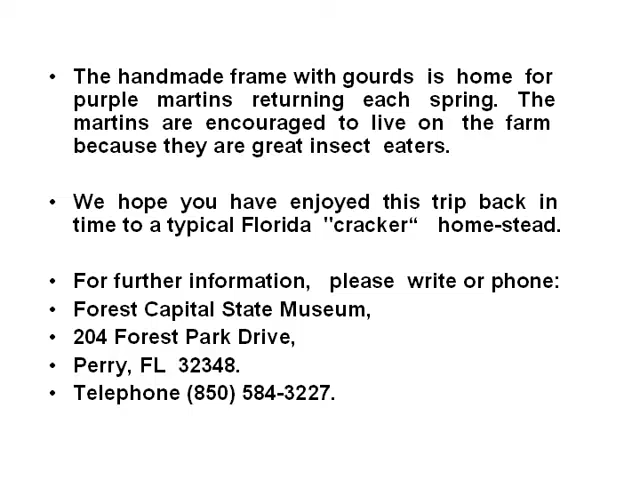 • The handmade frame with gourds is home for
purple martins returning each spring. The
martins are encouraged to live on the farm
because they are great insect eaters.
• We hope you have enjoyed this trip back in
time to a typical Florida "cracker“ home-stead.
• For further information, please write or phone:
• Forest Capital State Museum,
• 204 Forest Park Drive,
• Perry, FL 32348.
• Telephone (850) 584-3227.